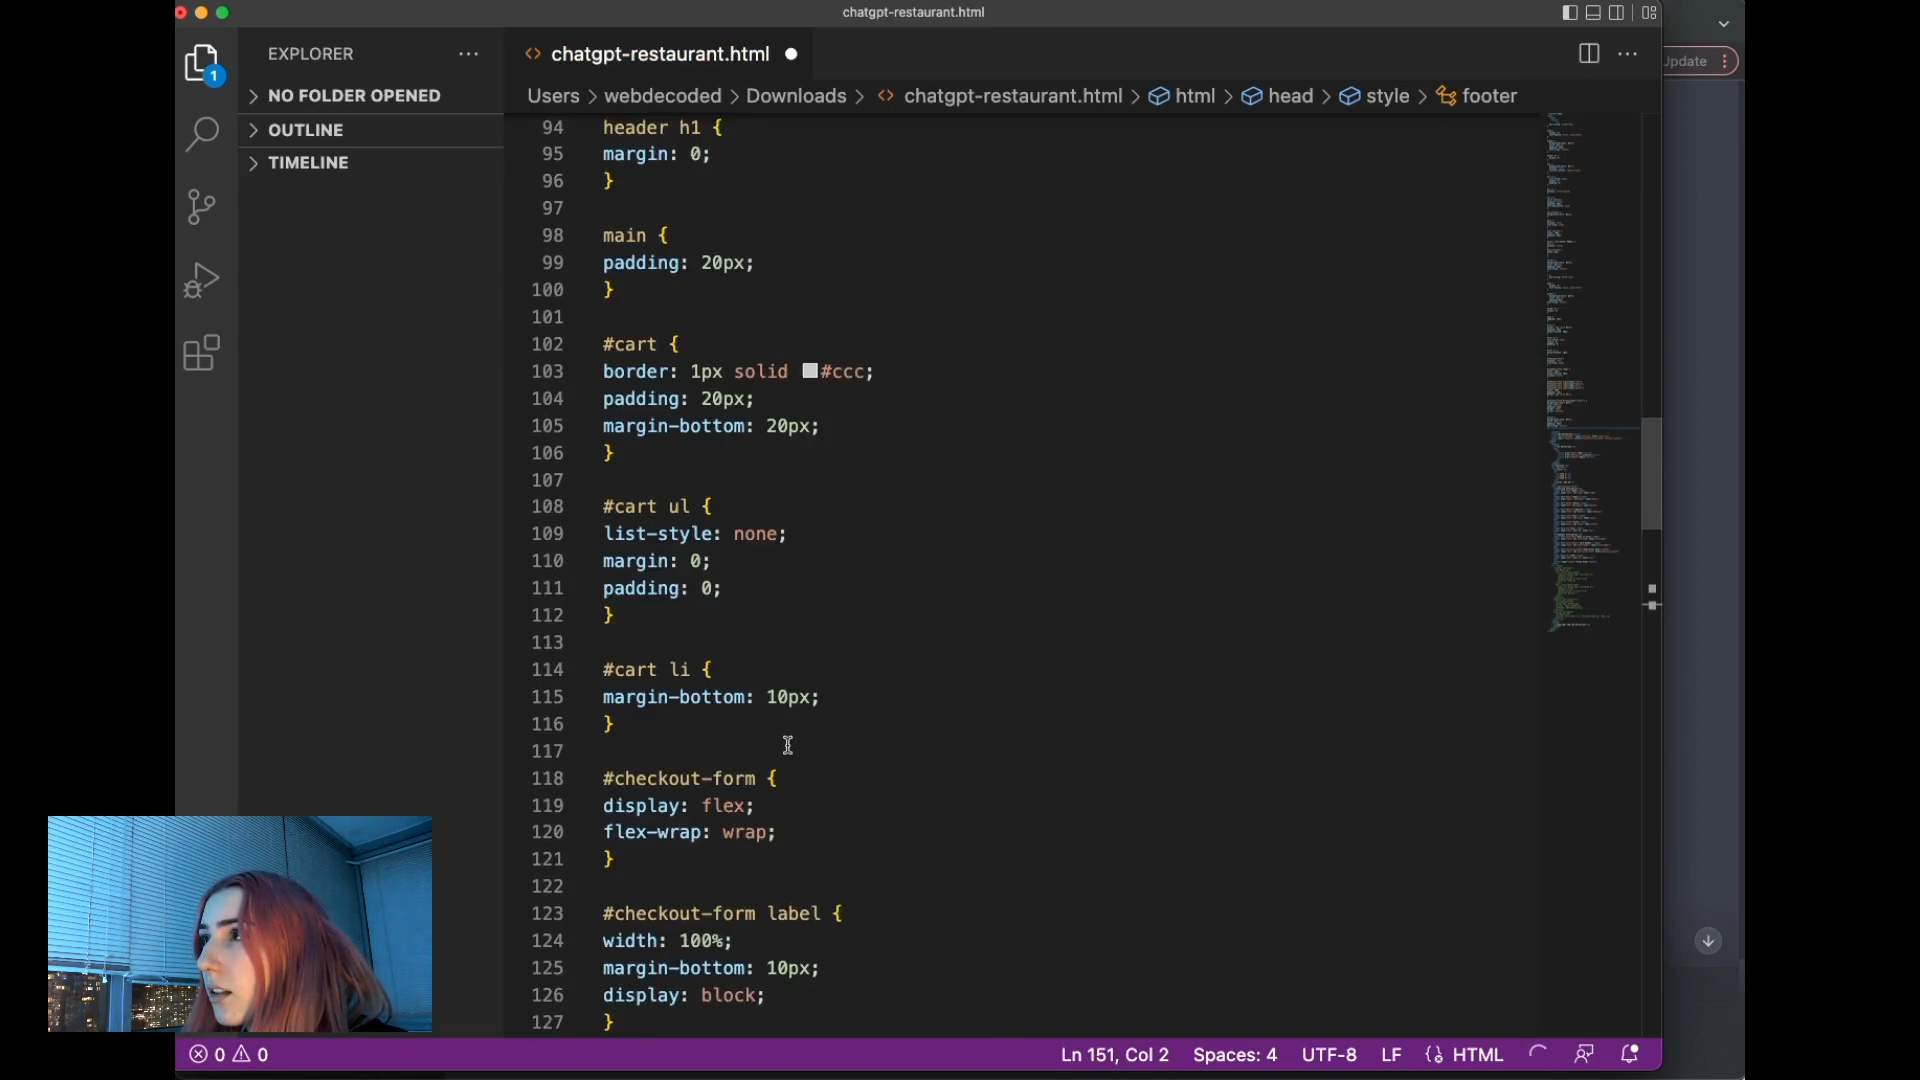 chatgpt-restaurant.html
EXPLORER
chatgpt-restaurant.html
Update
NO FOLDER OPENED
OUTLINE
TIMELINE
1
Users > webdecoded > Downloads > chatgpt-restaurant.html > html > head > style > footer
94 header h1 {
95 margin: 0;
96 }
97
98 main {
99 padding: 20px;
100 }
101
102 #cart {
103 border: 1px solid #ccc;
104 padding: 20px;
105 margin-bottom: 20px;
106 }
107
108 #cart ul {
109 list-style: none;
110 margin: 0;
111 padding: 0;
112 }
113
114 #cart li {
115 margin-bottom: 10px;
116 }
117
118 #checkout-form {
119 display: flex;
120 flex-wrap: wrap;
121 }
122
123 #checkout-form label {
124 width: 100%;
125 margin-bottom: 10px;
126 display: block;
127 }
0 0 Ln 151, Col 2 Spaces: 4 UTF-8 LF HTML